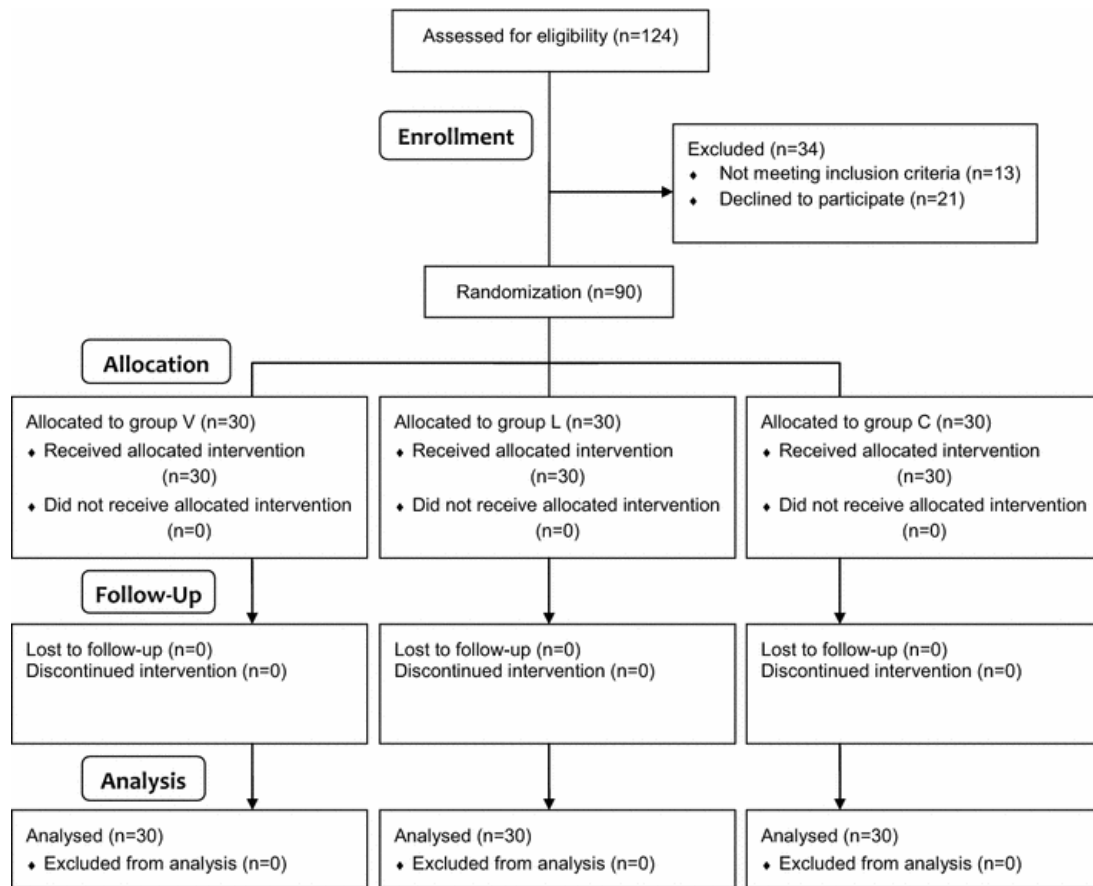 Assessed for eligibility (n=124)
Enrollment
Excluded (n=34)
♦ Not meeting inclusion criteria (n=13)
♦ Declined to participate (n=21)
Randomization (n=90)
Allocation
Allocated to group V (n=30)
♦ Received allocated intervention
(n=30)
♦ Did not receive allocated intervention
(n=0)
Allocated to group L (n=30)
♦ Received allocated intervention
(n=30)
♦ Did not receive allocated intervention
(n=0)
Allocated to group C (n=30)
♦ Received allocated intervention
(n=30)
♦ Did not receive allocated intervention
(n=0)
Follow-Up
Lost to follow-up (n=0)
Discontinued intervention (n=0)
Lost to follow-up (n=0)
Discontinued intervention (n=0)
Lost to follow-up (n=0)
Discontinued intervention (n=0)
Analysis
Analysed (n=30)
♦ Excluded from analysis (n=0)
Analysed (n=30)
♦ Excluded from analysis (n=0)
Analysed (n=30)
♦ Excluded from analysis (n=0)